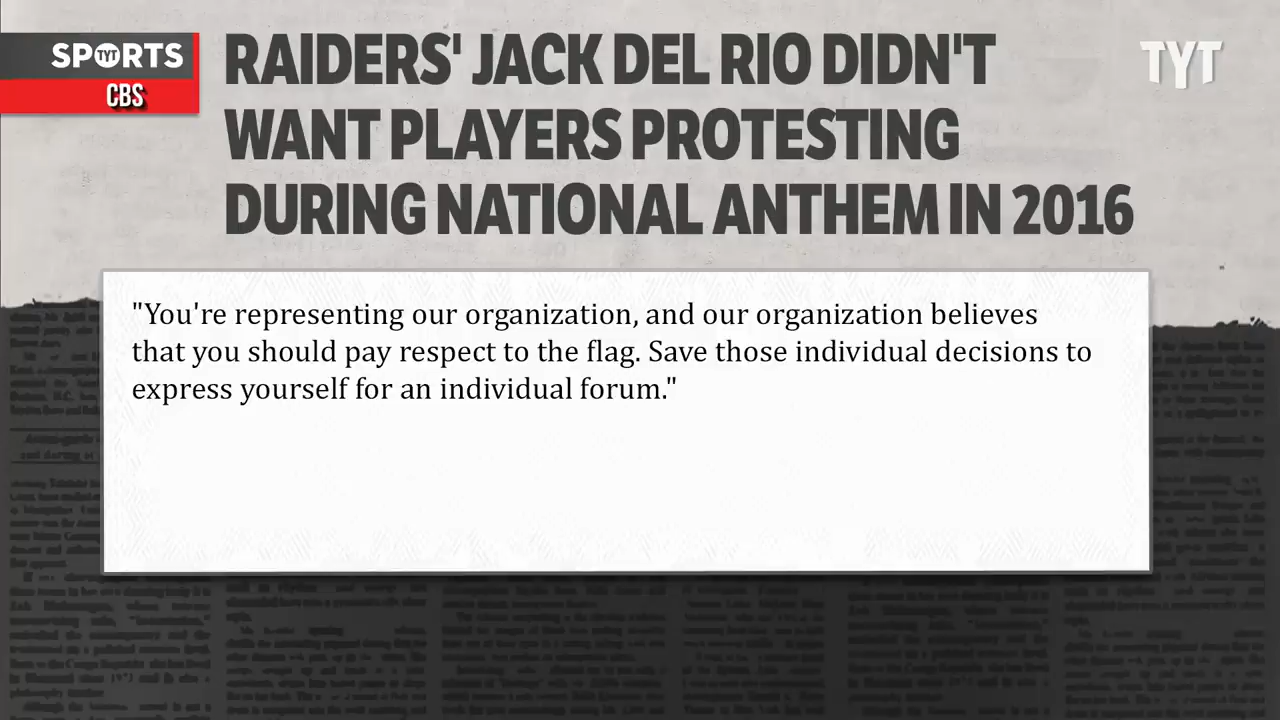 SPORTS
TYT
CBS
TYT
RAIDERS' JACK DEL RIO DIDN'T
WANT PLAYERS PROTESTING
DURING NATIONAL ANTHEM IN 2016
"You're representing our organization, and our organization believes
that you should pay respect to the flag. Save those individual decisions to
express yourself for an individual forum."